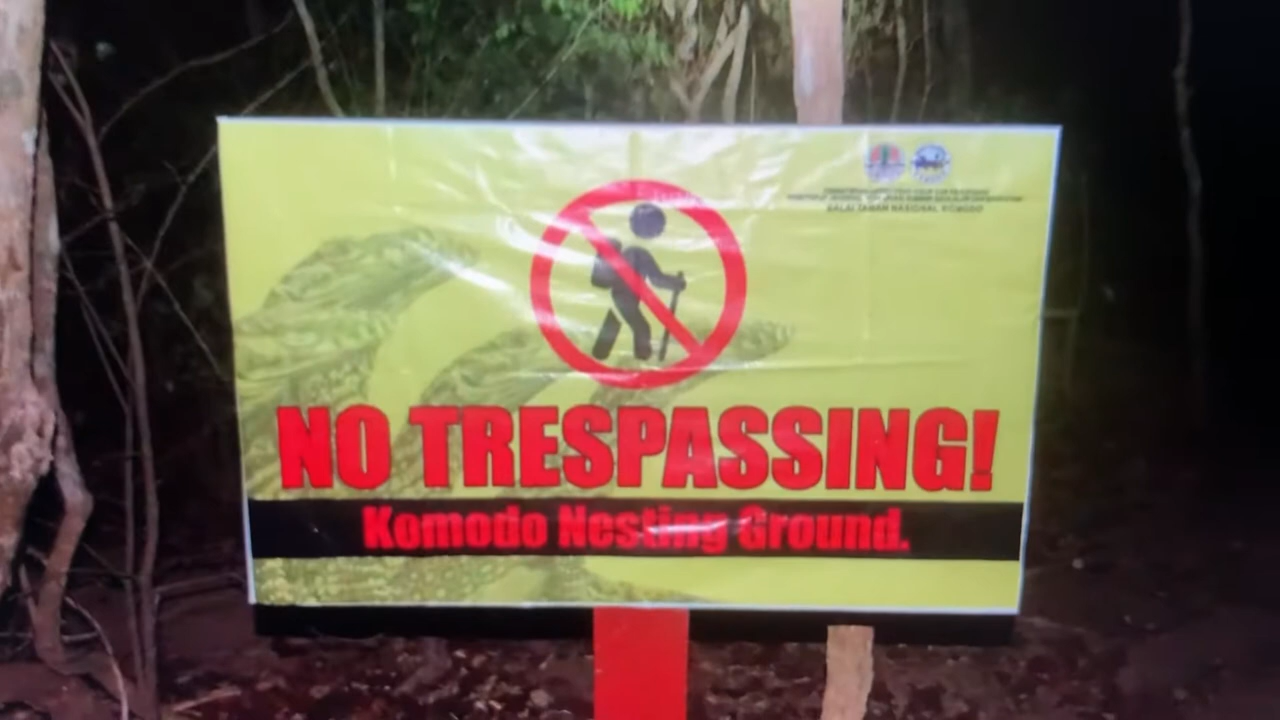 BALAI TAMAN NASIONAL KOMODO
NO TRESPASSING!
Komodo Nesting Ground.